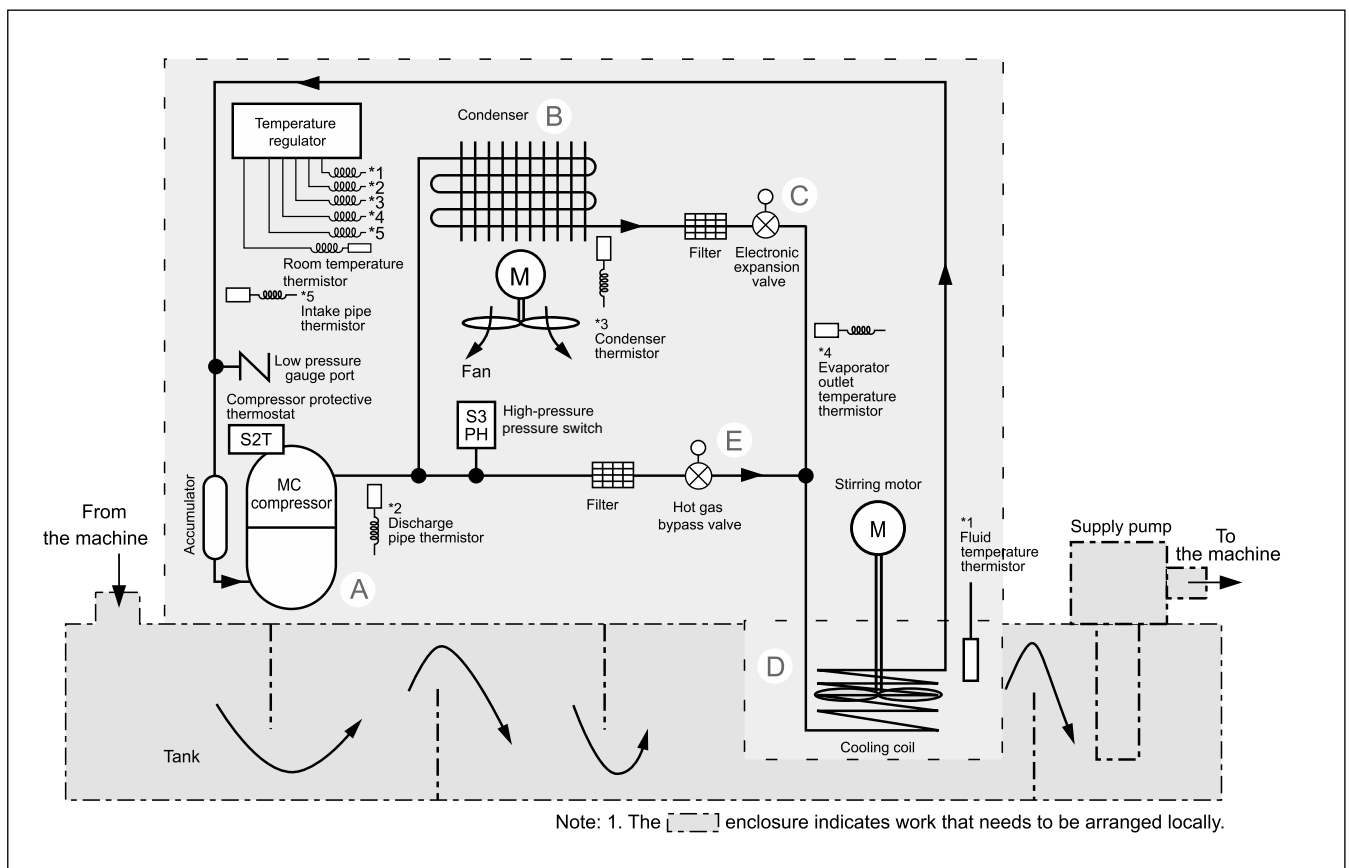 Condenser
B
Temperature
regulator
*1
*2
*3
*4
*5
Room temperature
thermistor
*5
Intake pipe
thermistor
C
Filter
Electronic
expansion
valve
M
Fan
*3
Condenser
thermistor
*4
Evaporator
outlet
temperature
thermistor
Low pressure
gauge port
Compressor protective
thermostat
S2T
S3
PH
High-pressure
pressure switch
E
Accumulator
MC
compressor
*2
Discharge
pipe thermistor
Filter
Hot gas
bypass valve
Stirring motor
M
*1
Fluid
temperature
thermistor
From
the machine
Supply pump
To
the machine
A
D
Tank
Cooling coil
Note: 1. The enclosure indicates work that needs to be arranged locally.